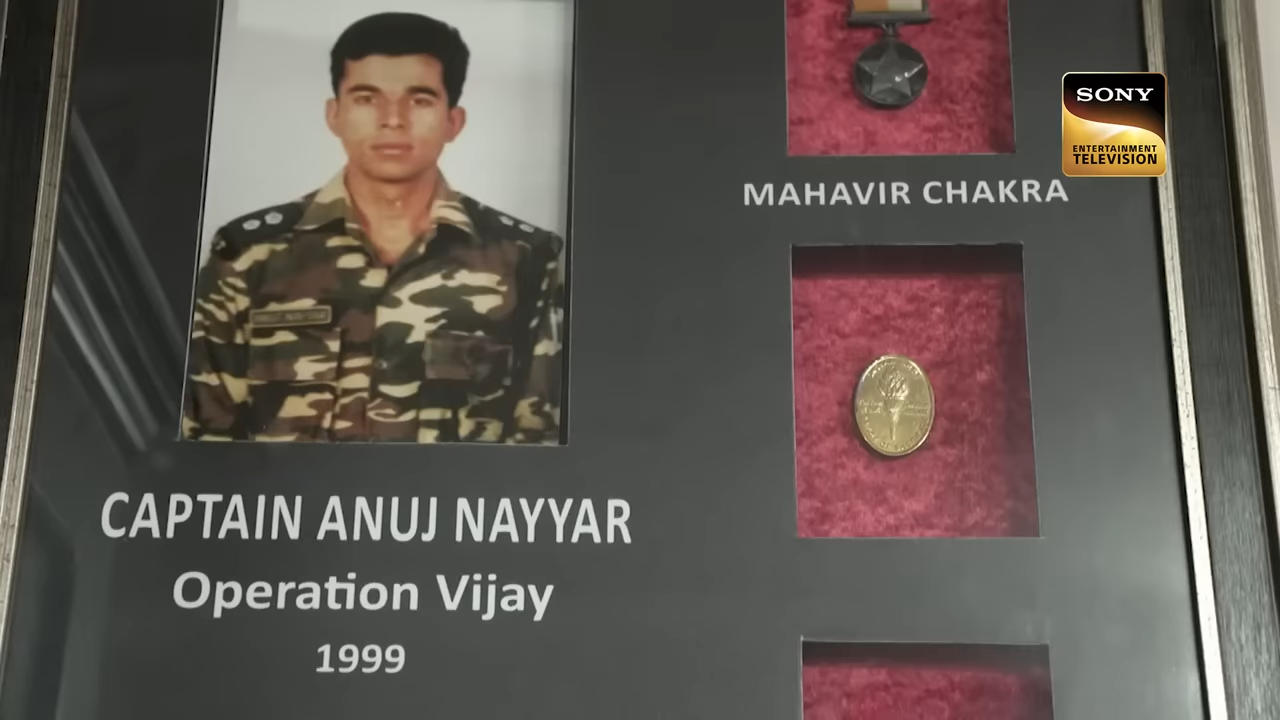 SONY
ENTERTAINMENT
TELEVISION
MAHAVIR CHAKRA
CAPTAIN ANUJ NAYYAR
Operation Vijay
1999